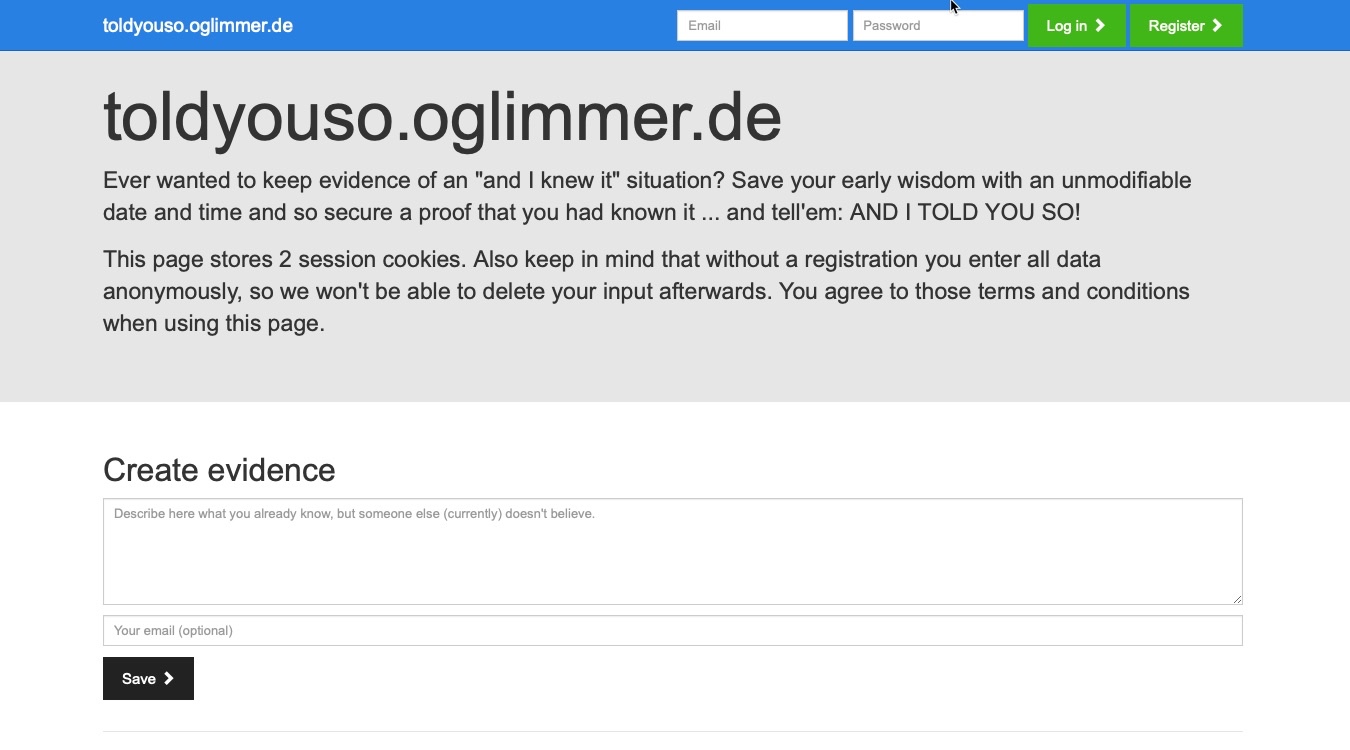 toldyouso.oglimmer.de
Email
Password
Log in
Register
toldyouso.oglimmer.de
Ever wanted to keep evidence of an "and I knew it" situation? Save your early wisdom with an unmodifiable
date and time and so secure a proof that you had known it ... and tell'em: AND I TOLD YOU SO!
This page stores 2 session cookies. Also keep in mind that without a registration you enter all data
anonymously, so we won't be able to delete your input afterwards. You agree to those terms and conditions
when using this page.
Create evidence
Describe here what you already know, but someone else (currently) doesn't believe.
Your email (optional)
Save